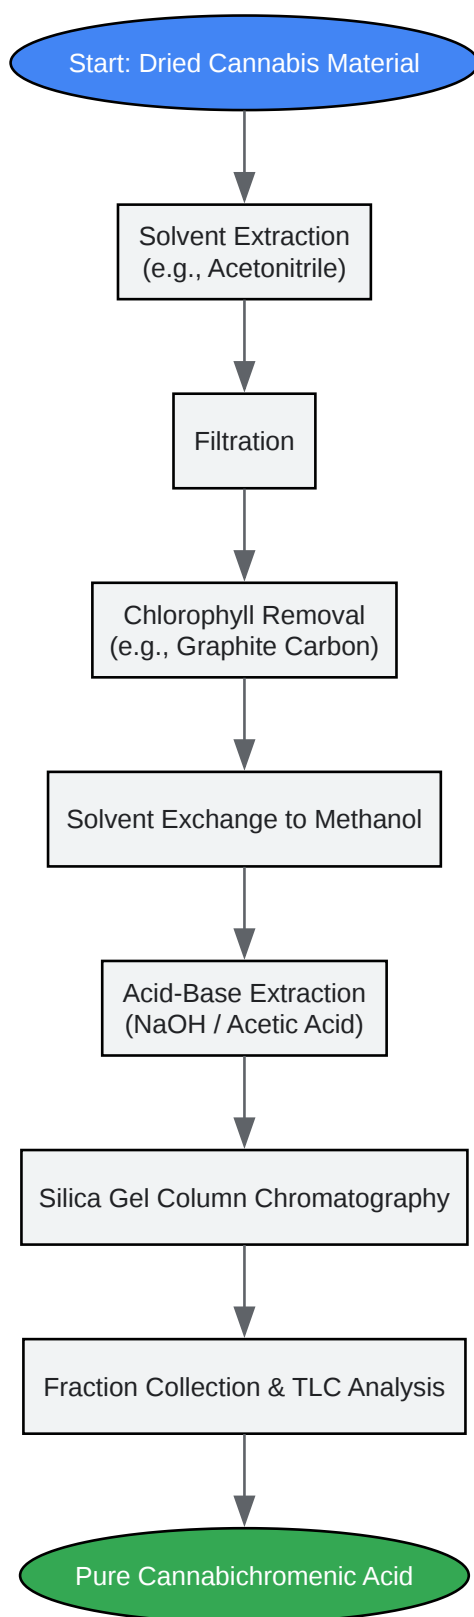 Start: Dried Cannabis Material
Solvent Extraction
(e.g., Acetonitrile)
Filtration
Chlorophyll Removal
(e.g., Graphite Carbon)
Solvent Exchange to Methanol
Acid-Base Extraction
(NaOH / Acetic Acid)
Silica Gel Column Chromatography
Fraction Collection & TLC Analysis
Pure Cannabichromenic Acid